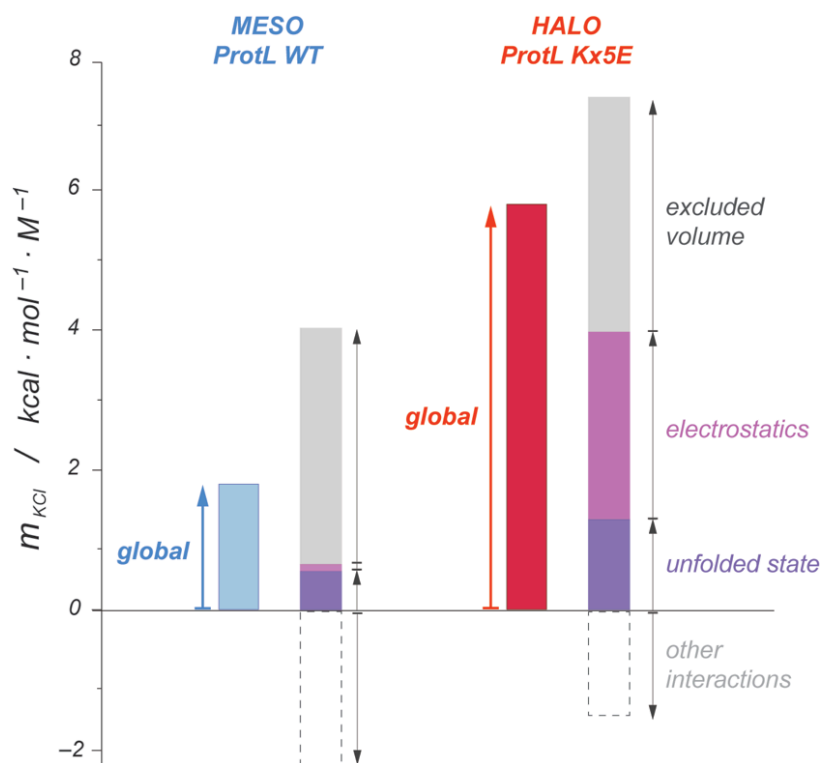 MESO
ProtL WT
HALO
ProtL Kx5E
m KCl / kcal · mol⁻¹ · M⁻¹
8
6
4
2
0
−2
global
global
excluded
volume
electrostatics
unfolded state
other
interactions